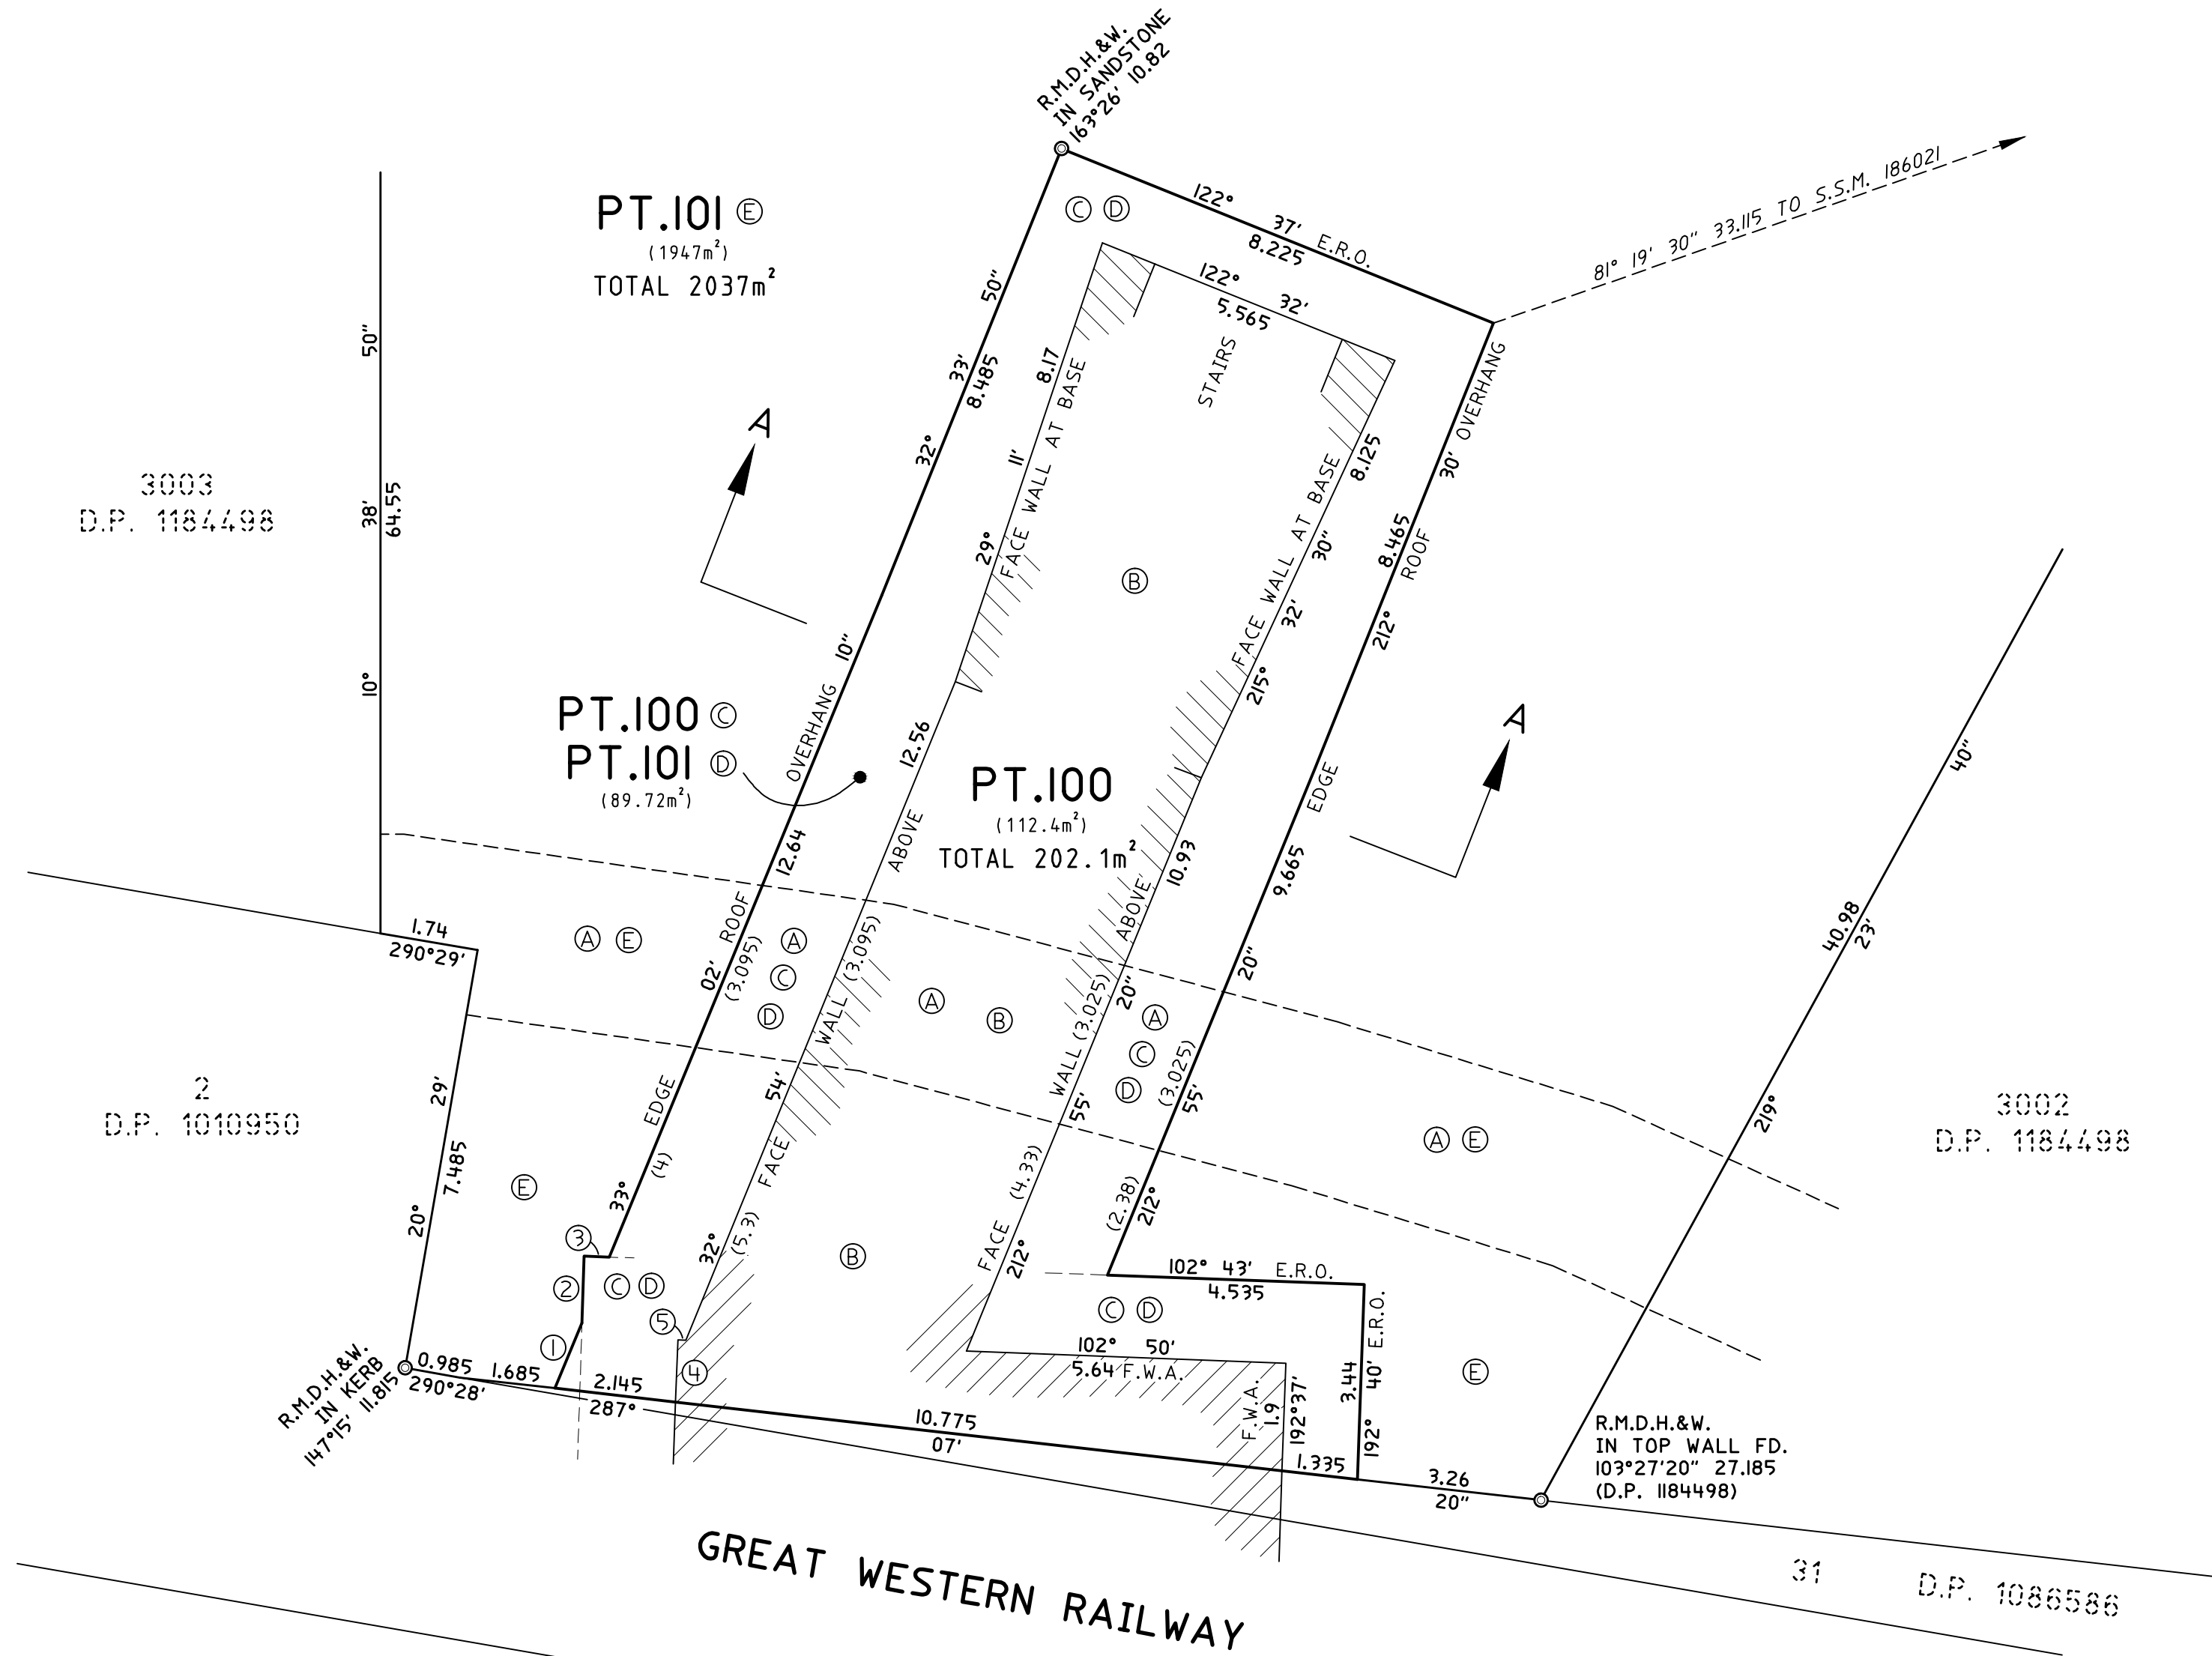 R.M.D.H.&W.
IN SANDSTONE
163°26' 10.82
PT.101 Ⓔ
(1947m²)
TOTAL 2037m²
Ⓒ Ⓓ
122° 37' E.R.O.
8.225
81° 19' 30" 33.115 TO S.S.M. 186021
122° 32'
5.565
STAIRS
32° 33' 50"
8.485
29° 11'
8.17
FACE WALL AT BASE
FACE WALL AT BASE
8.125
215° 32' 30"
OVERHANG
212° 30'
8.465
ROOF
EDGE
10° 38' 50"
64.55
3003
D.P. 1184498
A
A
Ⓑ
PT.100 Ⓒ
PT.101 Ⓓ
(89.72m²)
PT.100
(112.4m²)
TOTAL 202.1m²
EDGE ROOF OVERHANG
33° 02' 10"
12.64
(3.095)
(4)
12.56
FACE WALL ABOVE
(3.095)
32° 54'
(5.3)
10.93
FACE WALL ABOVE
(3.025)
212° 55' 20"
(4.33)
9.665
212° 55' 20"
(3.025)
(2.38)
219° 23' 40"
40.98
1.74
290°29'
Ⓐ Ⓔ
Ⓐ
Ⓒ
Ⓓ
Ⓐ
Ⓑ
Ⓐ
Ⓒ
Ⓓ
Ⓐ Ⓔ
2
D.P. 1010950
3002
D.P. 1184498
20° 29'
7.485
Ⓔ
③
②
①
Ⓒ Ⓓ
⑤
④
Ⓑ
102° 43' E.R.O.
4.535
Ⓒ Ⓓ
102° 50'
5.64 F.W.A.
F.W.A.
1.9
192°37'
3.44
192° 40' E.R.O.
Ⓔ
R.M.D.H.&W.
IN KERB
147°15' 11.815
0.985
290°28'
1.685
2.145
287° 07' 20"
10.775
1.335
3.26
R.M.D.H.&W.
IN TOP WALL FD.
103°27'20" 27.185
(D.P. 1184498)
GREAT WESTERN RAILWAY
31 D.P. 1086586